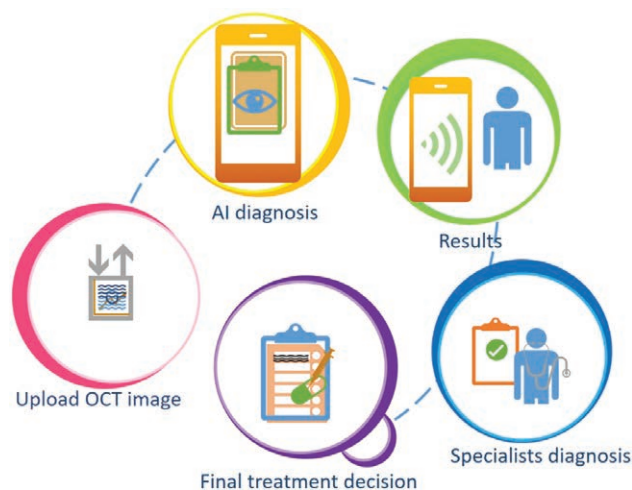 Upload OCT image
AI diagnosis
Results
Specialists diagnosis
Final treatment decision